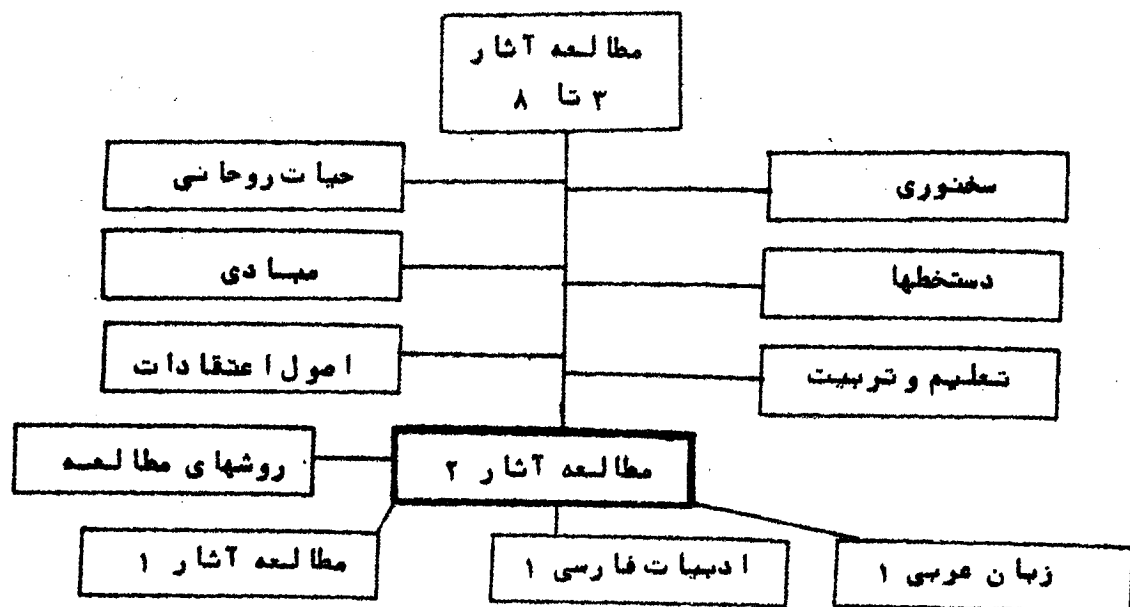 مطالعه آثار
۳ تا ۸
سخنوری
حیات روحانی
دستخطها
مبادی
تعلیم و تربیت
اصول اعتقادات
مطالعه آثار ۲
روشهای مطالعه
زبان عربی ۱
ادبیات فارسی ۱
مطالعه آثار ۱